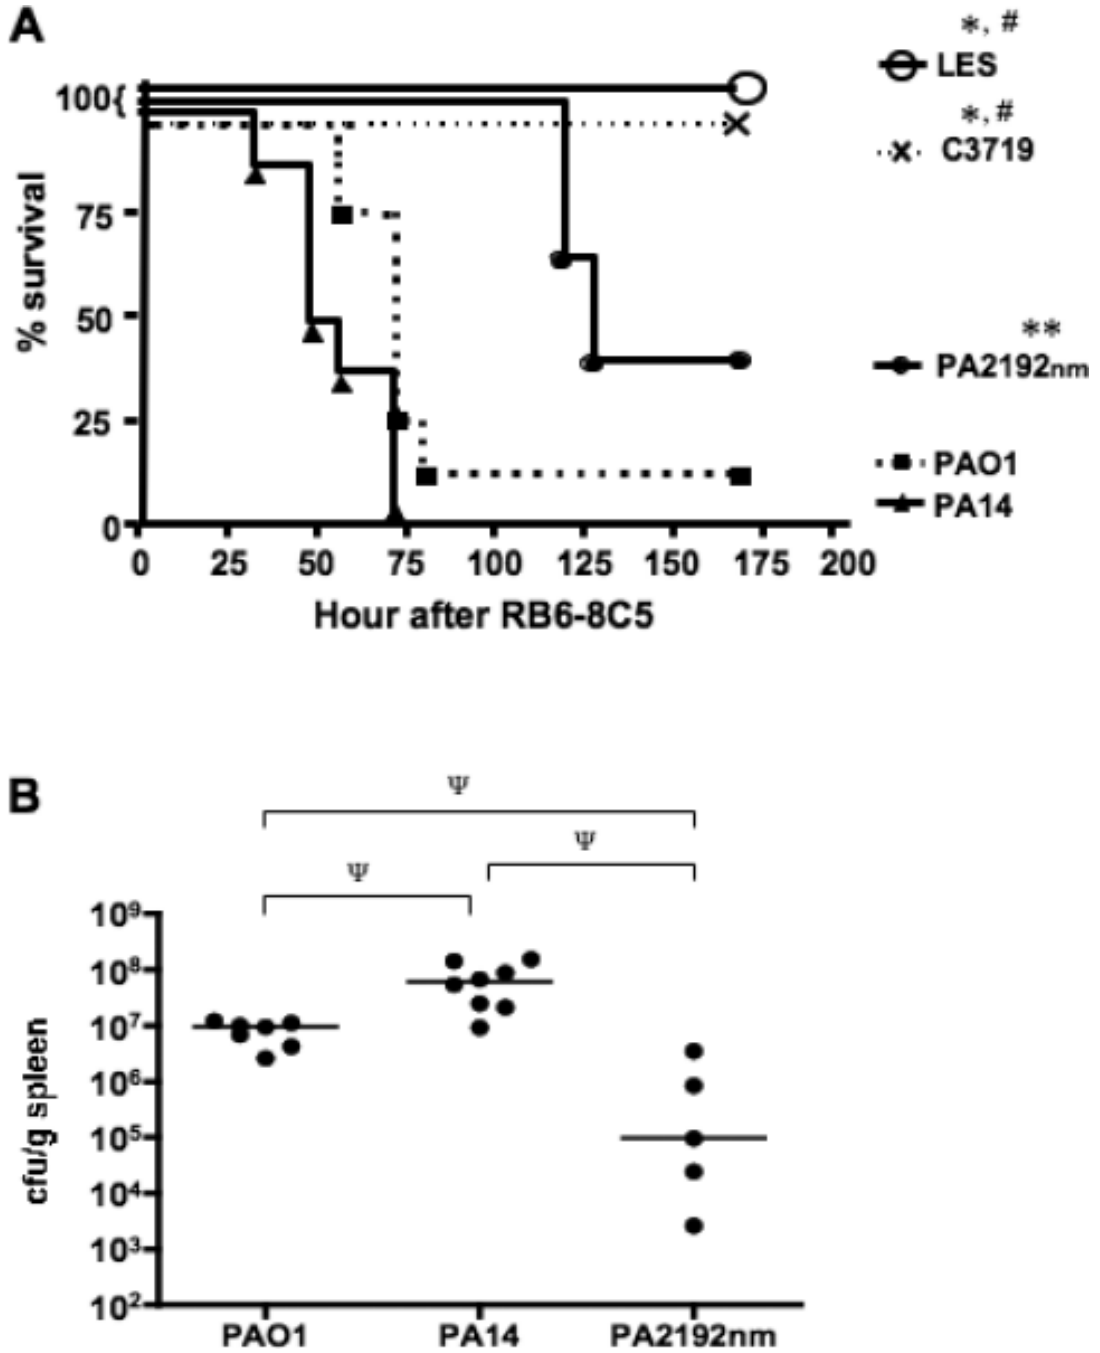 A
*, #
LES
*, #
C3719
100{
75
50
25
0
% survival
**
PA2192nm
PAO1
PA14
0 25 50 75 100 125 150 175 200
Hour after RB6-8C5
B
Ψ
Ψ
Ψ
10⁹
10⁸
10⁷
10⁶
10⁵
10⁴
10³
10²
cfu/g spleen
PAO1 PA14 PA2192nm